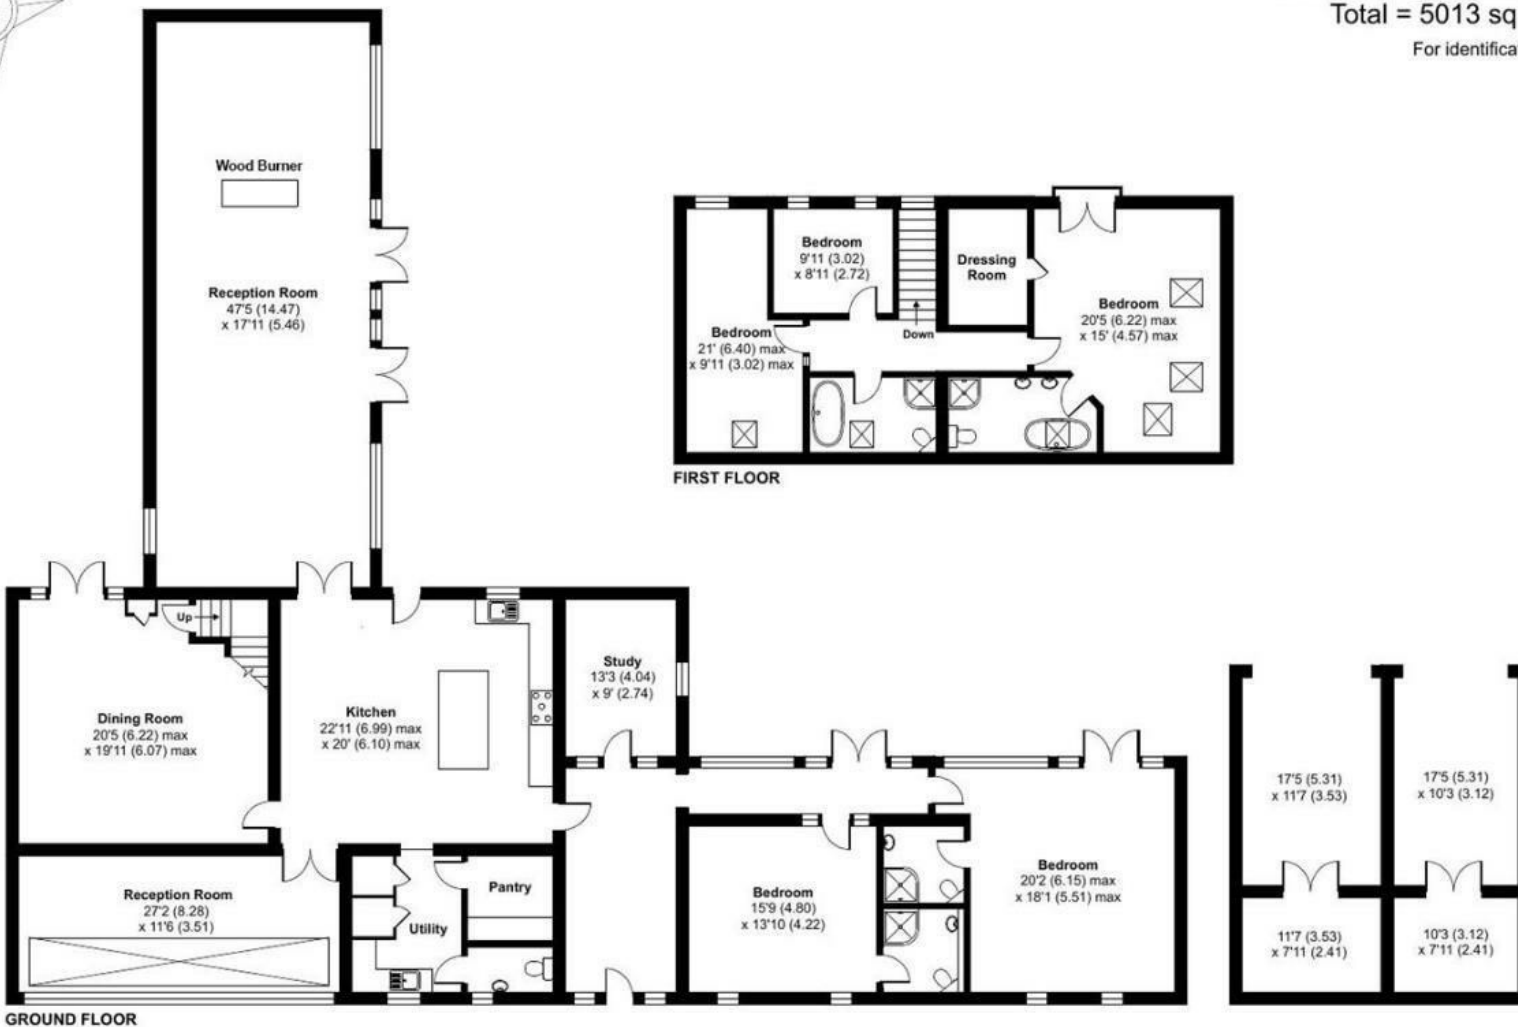 Total = 5013 sq
For identifica
Wood Burner
Reception Room
47'5 (14.47)
x 17'11 (5.46)
Bedroom
9'11 (3.02)
x 8'11 (2.72)
Dressing
Room
Bedroom
20'5 (6.22) max
x 15' (4.57) max
Bedroom
21' (6.40) max
x 9'11 (3.02) max
Down
FIRST FLOOR
Up
Dining Room
20'5 (6.22) max
x 19'11 (6.07) max
Kitchen
22'11 (6.99) max
x 20' (6.10) max
Study
13'3 (4.04)
x 9' (2.74)
Reception Room
27'2 (8.28)
x 11'6 (3.51)
Utility
Pantry
Bedroom
15'9 (4.80)
x 13'10 (4.22)
Bedroom
20'2 (6.15) max
x 18'1 (5.51) max
17'5 (5.31)
x 11'7 (3.53)
17'5 (5.31)
x 10'3 (3.12)
11'7 (3.53)
x 7'11 (2.41)
10'3 (3.12)
x 7'11 (2.41)
GROUND FLOOR